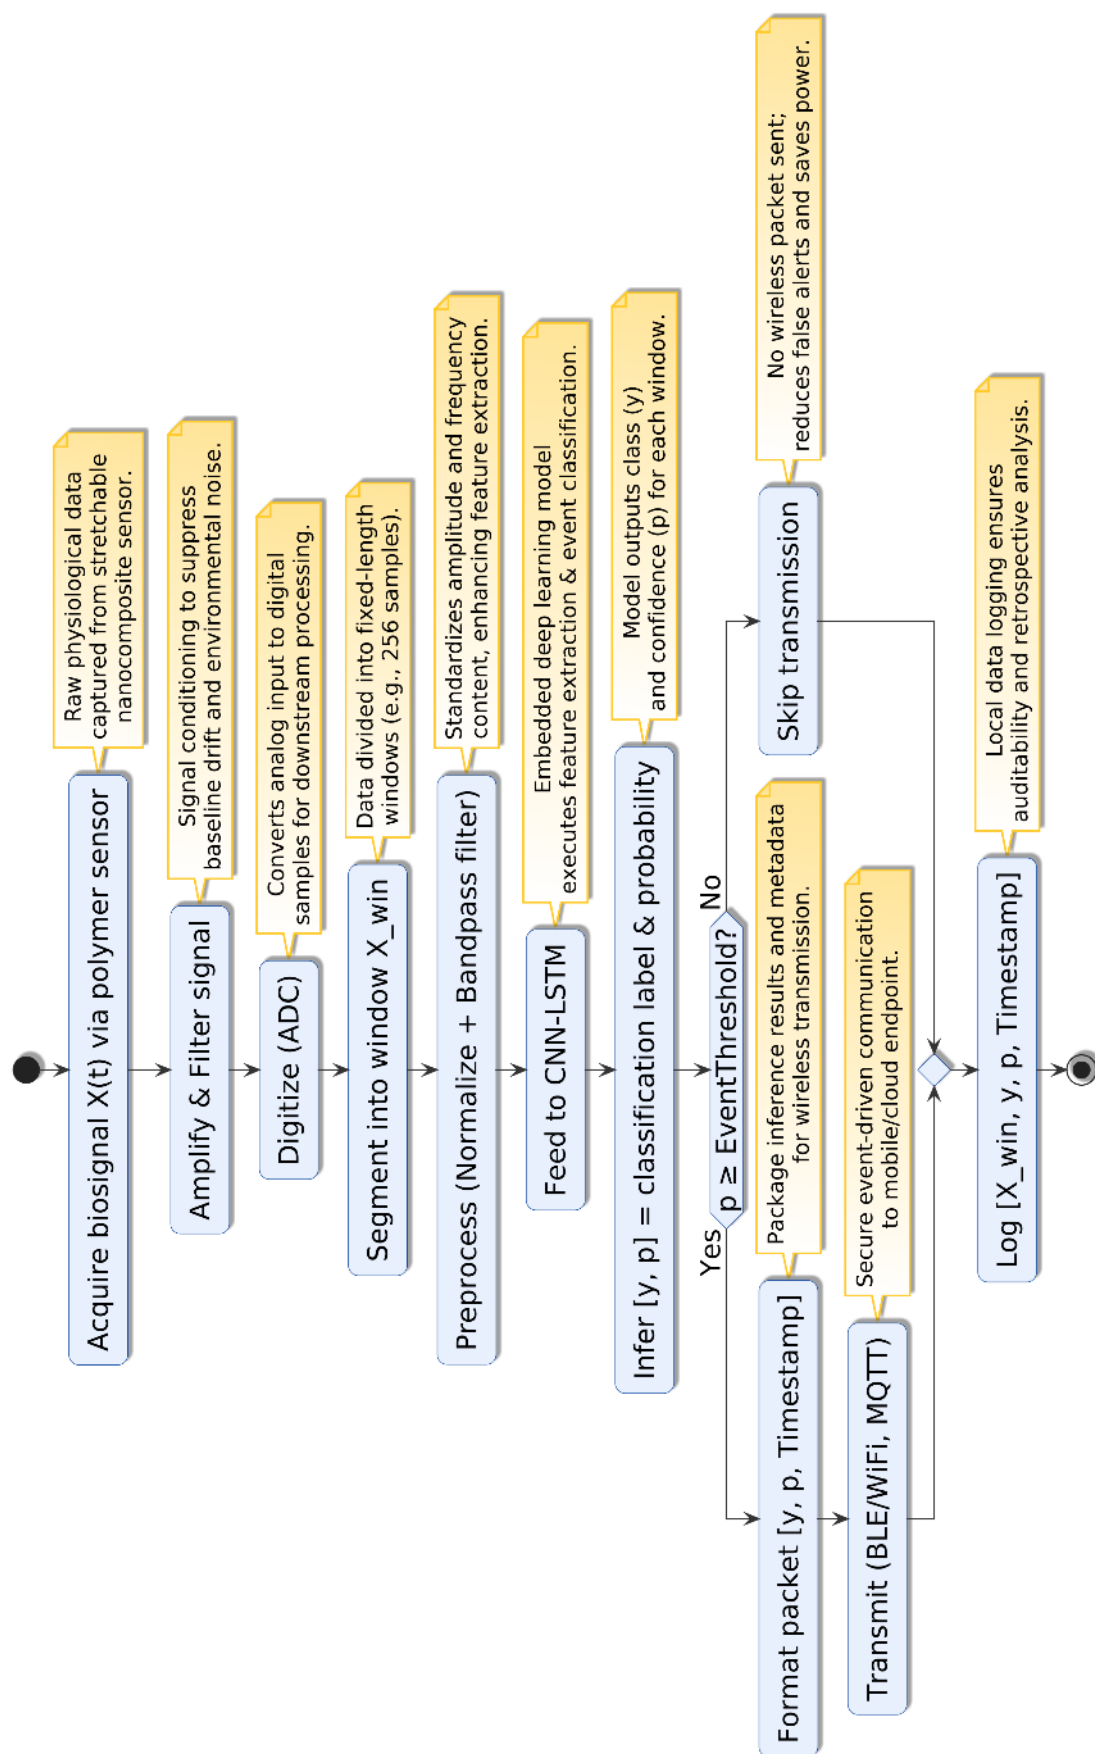 Acquire biosignal X(t) via polymer sensor
Raw physiological data
captured from stretchable
nanocomposite sensor.
Amplify & Filter signal
Signal conditioning to suppress
baseline drift and environmental noise.
Digitize (ADC)
Converts analog input to digital
samples for downstream processing.
Segment into window X_win
Data divided into fixed-length
windows (e.g., 256 samples).
Preprocess (Normalize + Bandpass filter)
Standardizes amplitude and frequency
content, enhancing feature extraction.
Feed to CNN-LSTM
Embedded deep learning model
executes feature extraction & event classification.
Infer [y, p] = classification label & probability
Model outputs class (y)
and confidence (p) for each window.
Yes
p ≥ EventThreshold?
No
Format packet [y, p, Timestamp]
Package inference results and metadata
for wireless transmission.
Transmit (BLE/WiFi, MQTT)
Secure event-driven communication
to mobile/cloud endpoint.
Skip transmission
No wireless packet sent;
reduces false alerts and saves power.
Log [X_win, y, p, Timestamp]
Local data logging ensures
auditability and retrospective analysis.